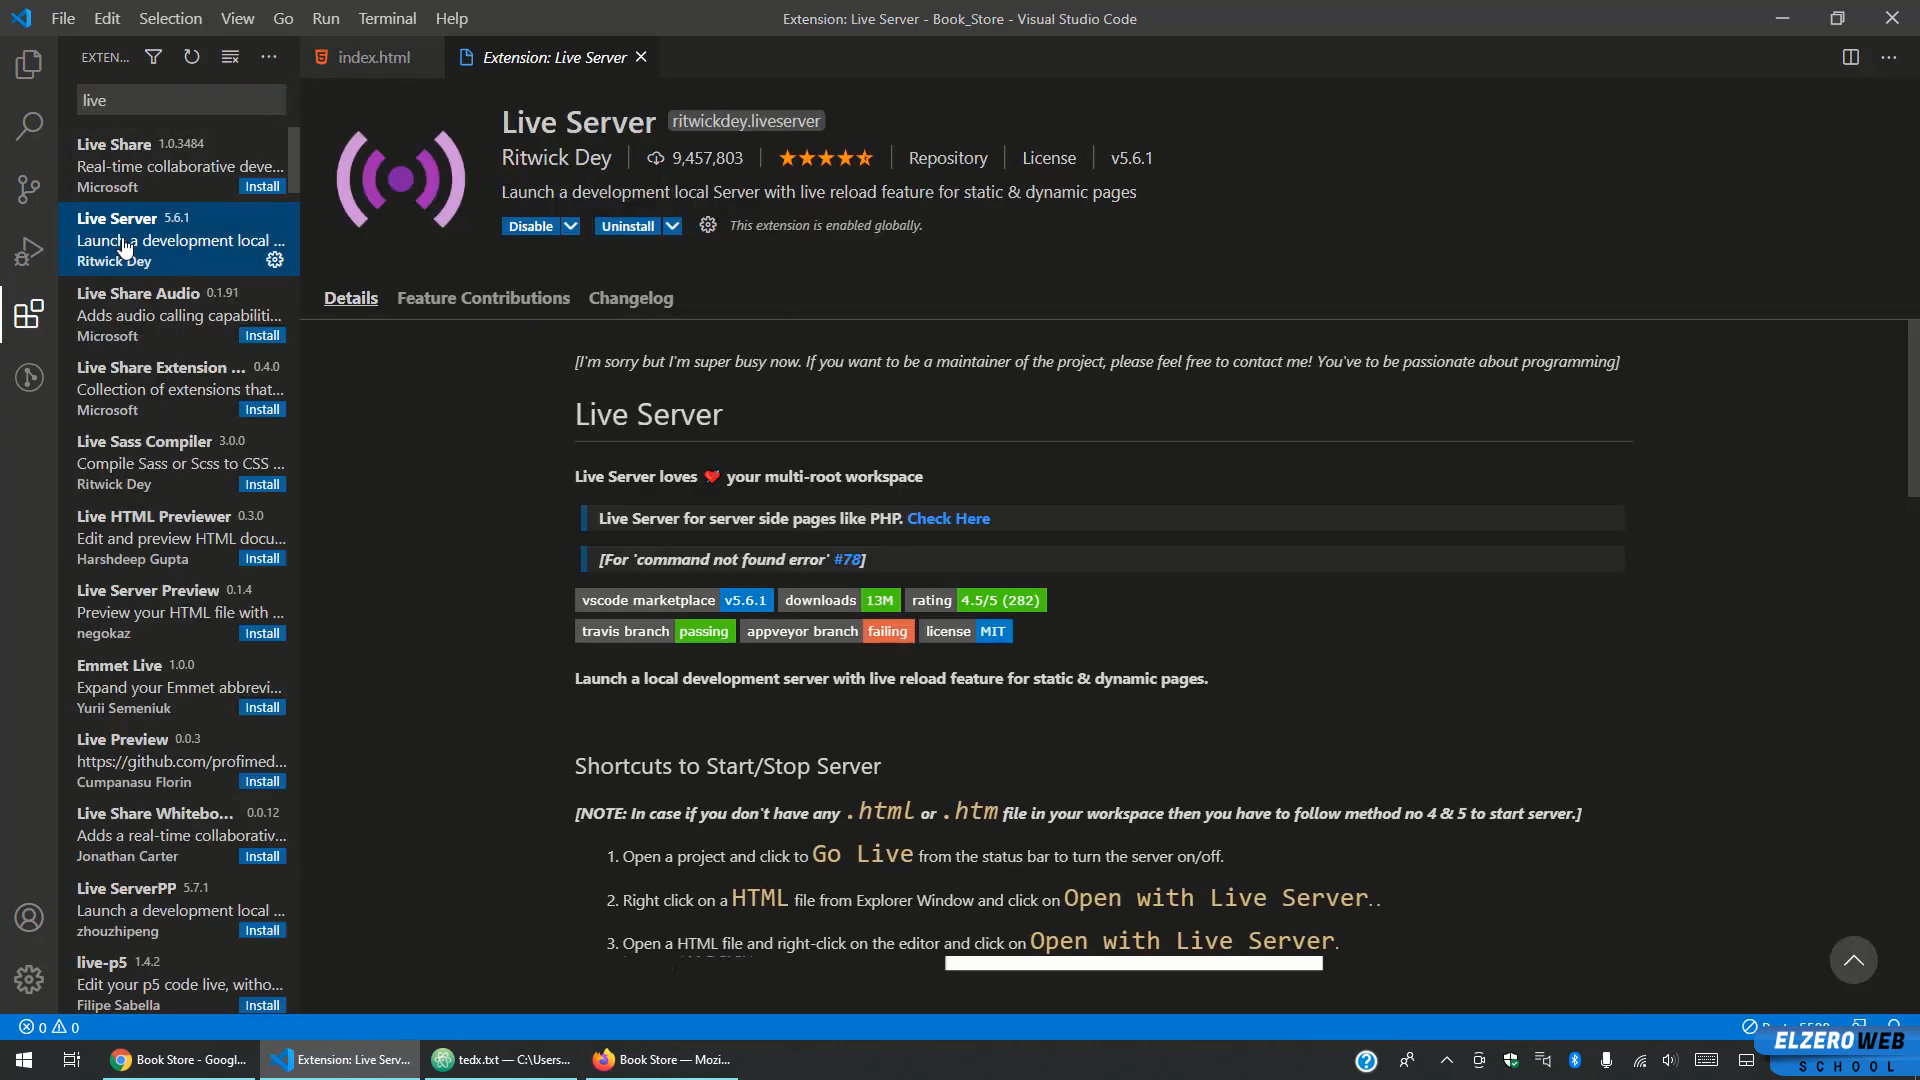 File Edit Selection View Go Run Terminal Help
Extension: Live Server - Book_Store - Visual Studio Code
EXTEN...
index.html
Extension: Live Server
live
Live Share 1.0.3484
Real-time collaborative deve...
Microsoft Install
Live Server 5.6.1
Launch a development local ...
Ritwick Dey
Live Share Audio 0.1.91
Adds audio calling capabiliti...
Microsoft Install
Live Share Extension ... 0.4.0
Collection of extensions that...
Microsoft Install
Live Sass Compiler 3.0.0
Compile Sass or Scss to CSS ...
Ritwick Dey Install
Live HTML Previewer 0.3.0
Edit and preview HTML docu...
Harshdeep Gupta Install
Live Server Preview 0.1.4
Preview your HTML file with ...
negokaz Install
Emmet Live 1.0.0
Expand your Emmet abbrevi...
Yurii Semeniuk Install
Live Preview 0.0.3
https://github.com/profimed...
Cumpanasu Florin Install
Live Share Whitebo... 0.0.12
Adds a real-time collaborativ...
Jonathan Carter Install
Live ServerPP 5.7.1
Launch a development local ...
zhouzhipeng Install
live-p5 1.4.2
Edit your p5 code live, witho...
Filipe Sabella Install
Live Server ritwickdey.liveserver
Ritwick Dey 9,457,803 Repository License v5.6.1
Launch a development local Server with live reload feature for static & dynamic pages
Disable Uninstall This extension is enabled globally.
Details Feature Contributions Changelog
[I'm sorry but I'm super busy now. If you want to be a maintainer of the project, please feel free to contact me! You've to be passionate about programming]
Live Server
Live Server loves 💘 your multi-root workspace
Live Server for server side pages like PHP. Check Here
[For 'command not found error' #78]
vscode marketplace v5.6.1 downloads 13M rating 4.5/5 (282)
travis branch passing appveyor branch failing license MIT
Launch a local development server with live reload feature for static & dynamic pages.
Shortcuts to Start/Stop Server
[NOTE: In case if you don't have any .html or .htm file in your workspace then you have to follow method no 4 & 5 to start server.]
1. Open a project and click to Go Live from the status bar to turn the server on/off.
2. Right click on a HTML file from Explorer Window and click on Open with Live Server..
3. Open a HTML file and right-click on the editor and click on Open with Live Server.
0 0
ELZEROWEB
SCHOOL
Book Store - Googl...
Extension: Live Serv...
tedx.txt — C:\Users...
Book Store — Mozi...